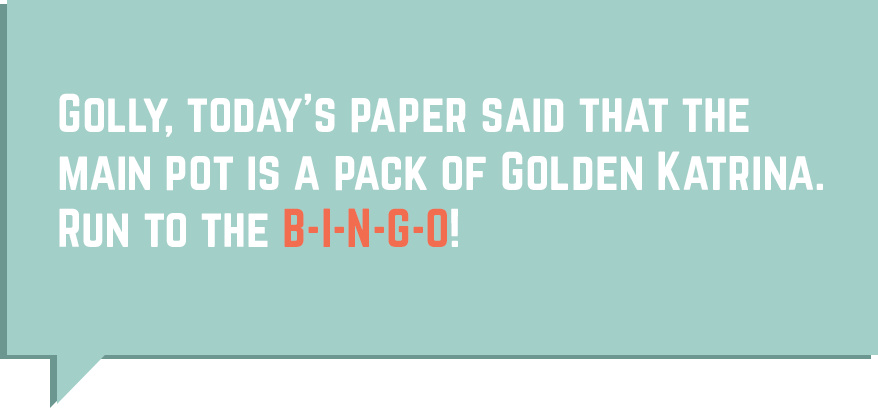 Golly, today's paper said that the
main pot is a pack of Golden Katrina.
Run to the B-I-N-G-O!